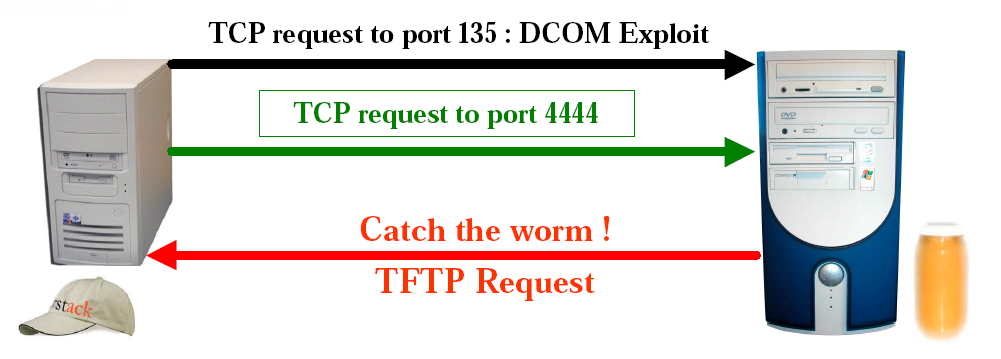 TCP request to port 135 : DCOM Exploit
TCP request to port 4444
Catch the worm !
TFTP Request
rstack
DVD